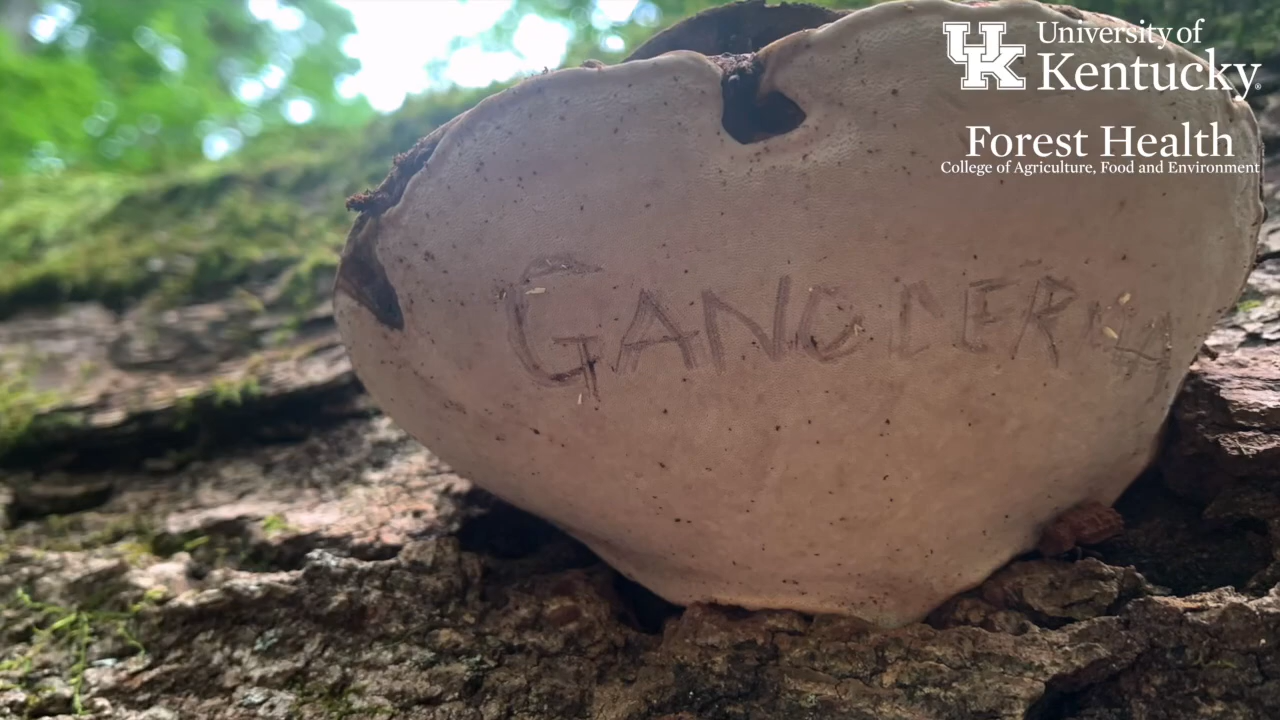 University of
Kentucky®
Forest Health
College of Agriculture, Food and Environment
GANODERMA